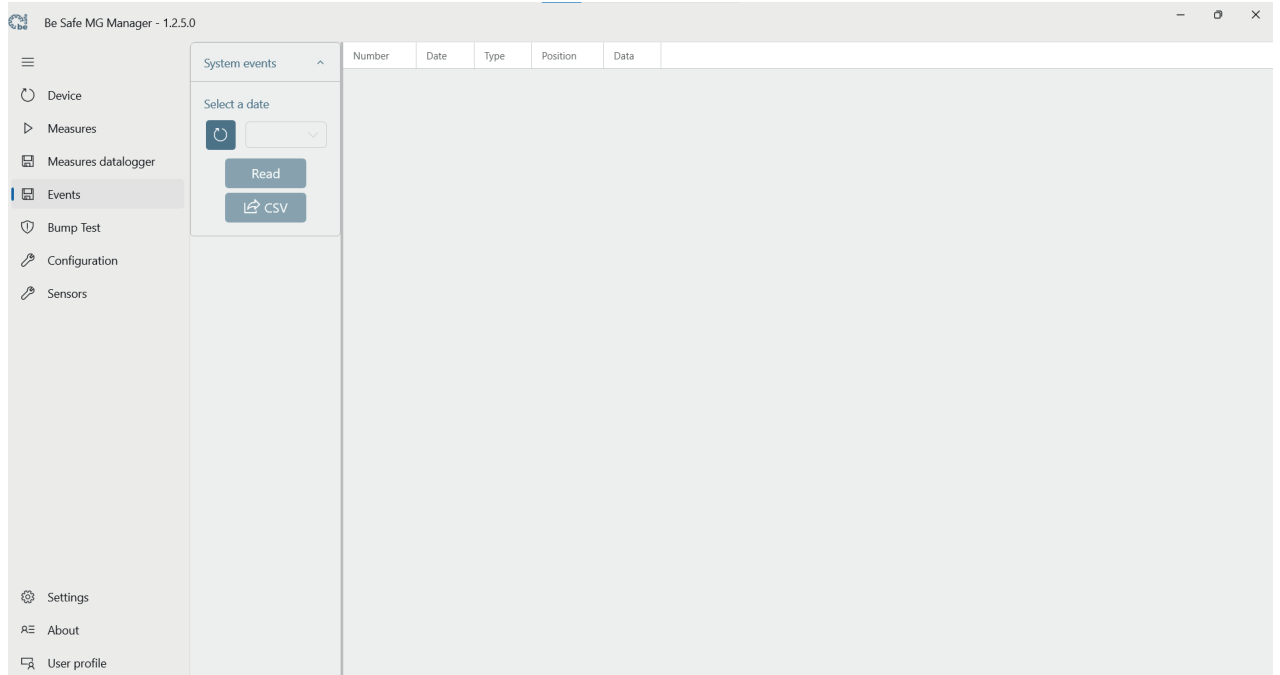 Be Safe MG Manager - 1.2.5.0
Device
Measures
Measures datalogger
Events
Bump Test
Configuration
Sensors
Settings
About
User profile
System events
Select a date
Read
CSV
Number Date Type Position Data